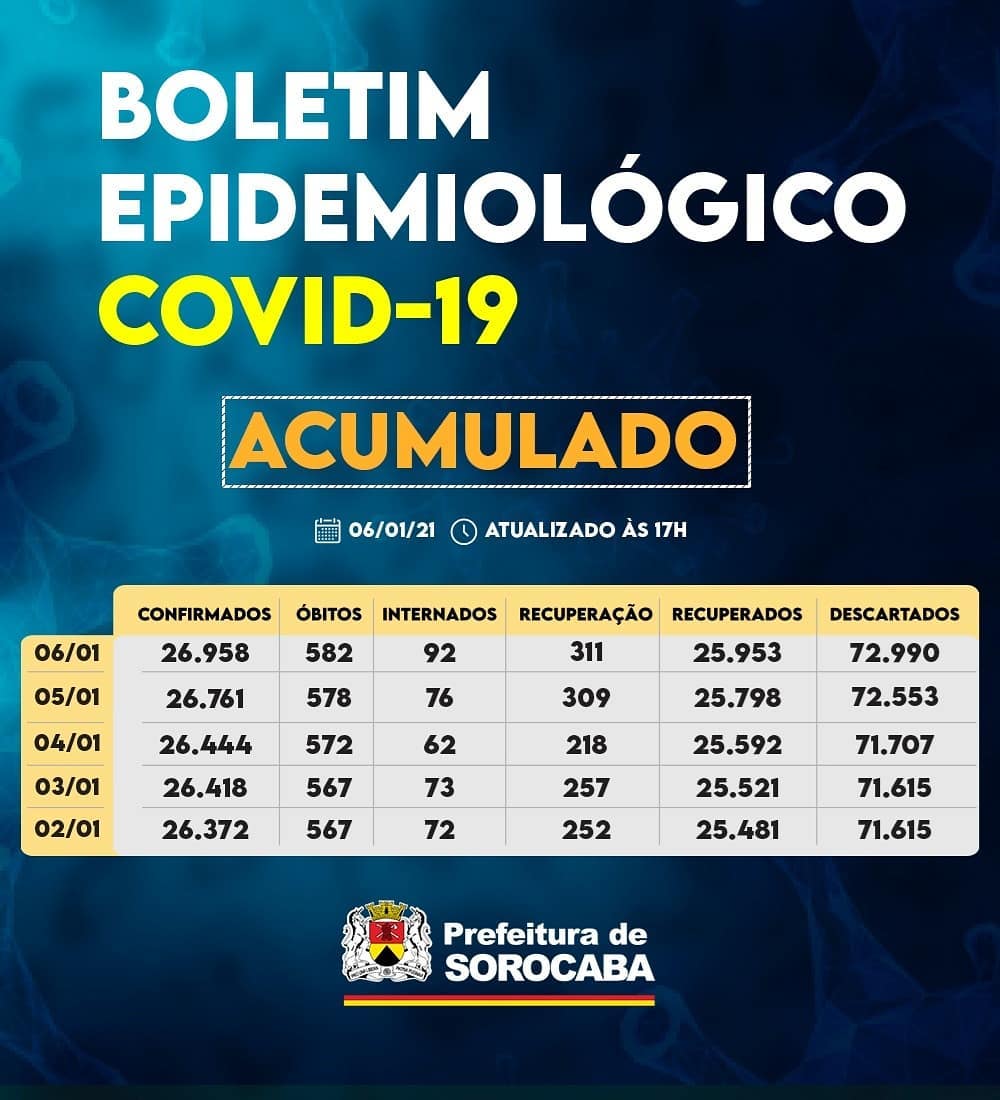 BOLETIM
EPIDEMIOLÓGICO
COVID-19
ACUMULADO
06/01/21 ATUALIZADO ÀS 17H
CONFIRMADOS ÓBITOS INTERNADOS RECUPERAÇÃO RECUPERADOS DESCARTADOS
06/01 26.958 582 92 311 25.953 72.990
05/01 26.761 578 76 309 25.798 72.553
04/01 26.444 572 62 218 25.592 71.707
03/01 26.418 567 73 257 25.521 71.615
02/01 26.372 567 72 252 25.481 71.615
Prefeitura de
SOROCABA